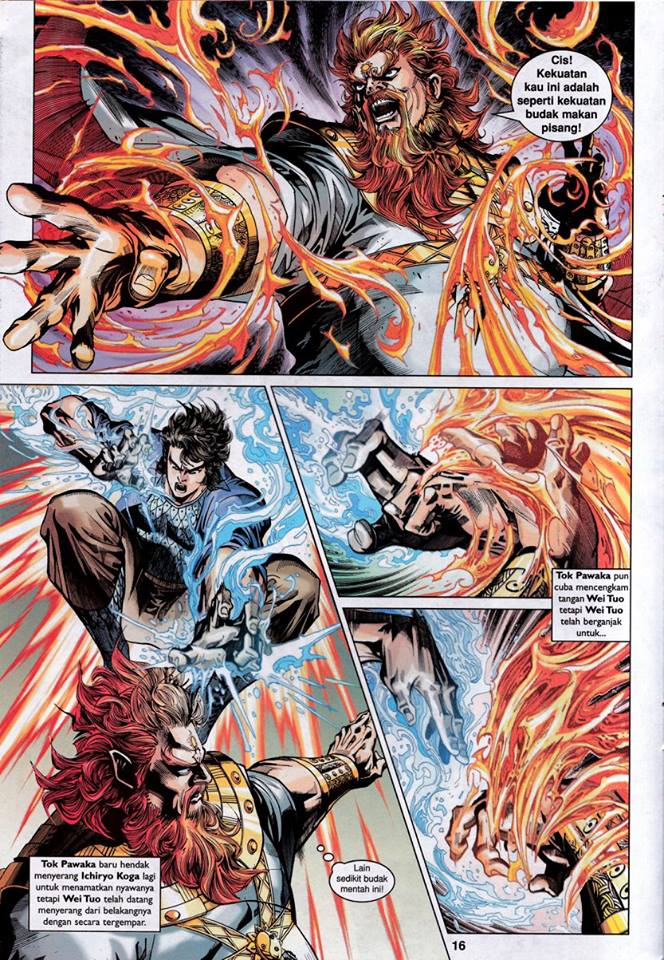 Cis!
Kekuatan
kau ini adalah
seperti kekuatan
budak makan
pisang!
Tok Pawaka pun
cuba mencengkam
tangan Wei Tuo
tetapi Wei Tuo
telah berganjak
untuk...
Tok Pawaka baru hendak
menyerang Ichiryo Koga lagi
untuk menamatkan nyawanya
tetapi Wei Tuo telah datang
menyerang dari belakangnya
dengan secara tergempar.
Lain
sedikit budak
mentah ini!
16